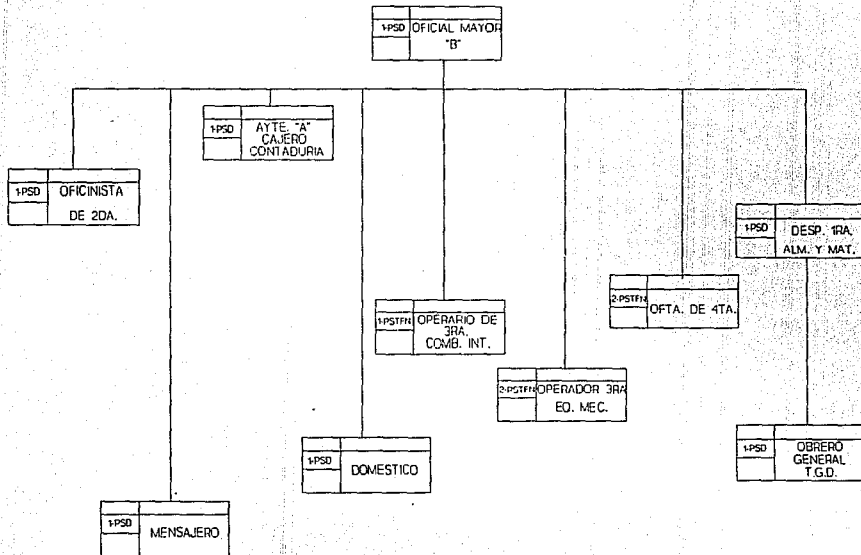 1-PSD OFICIAL MAYOR
"B"
1-PSD AYTE. "A"
CAJERO
CONTADURIA
1-PSD OFICINISTA
DE 2DA.
1-PSD DESP. 1RA.
ALM. Y MAT.
2-PSTFN OFTA. DE 4TA.
1-PSTFN OPERARIO DE
3RA.
COMB. INT.
2-PSTFN OPERADOR 3RA
EQ. MEC.
1-PSD DOMESTICO
1-PSD OBRERO
GENERAL
T.G.D.
1-PSD MENSAJERO